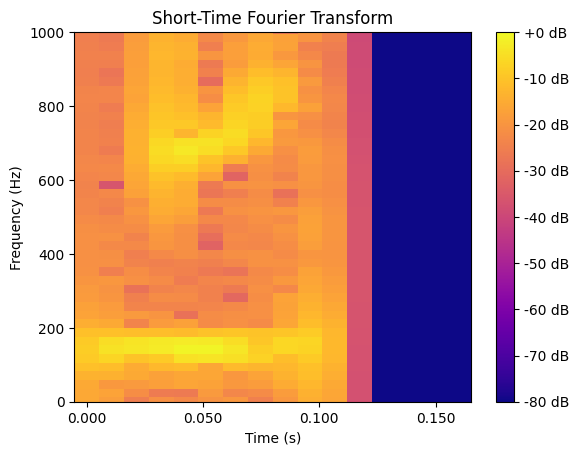 Short-Time Fourier Transform
1000
800
600
400
200
0
Frequency (Hz)
0.000
0.050
0.100
0.150
Time (s)
+0 dB
-10 dB
-20 dB
-30 dB
-40 dB
-50 dB
-60 dB
-70 dB
-80 dB